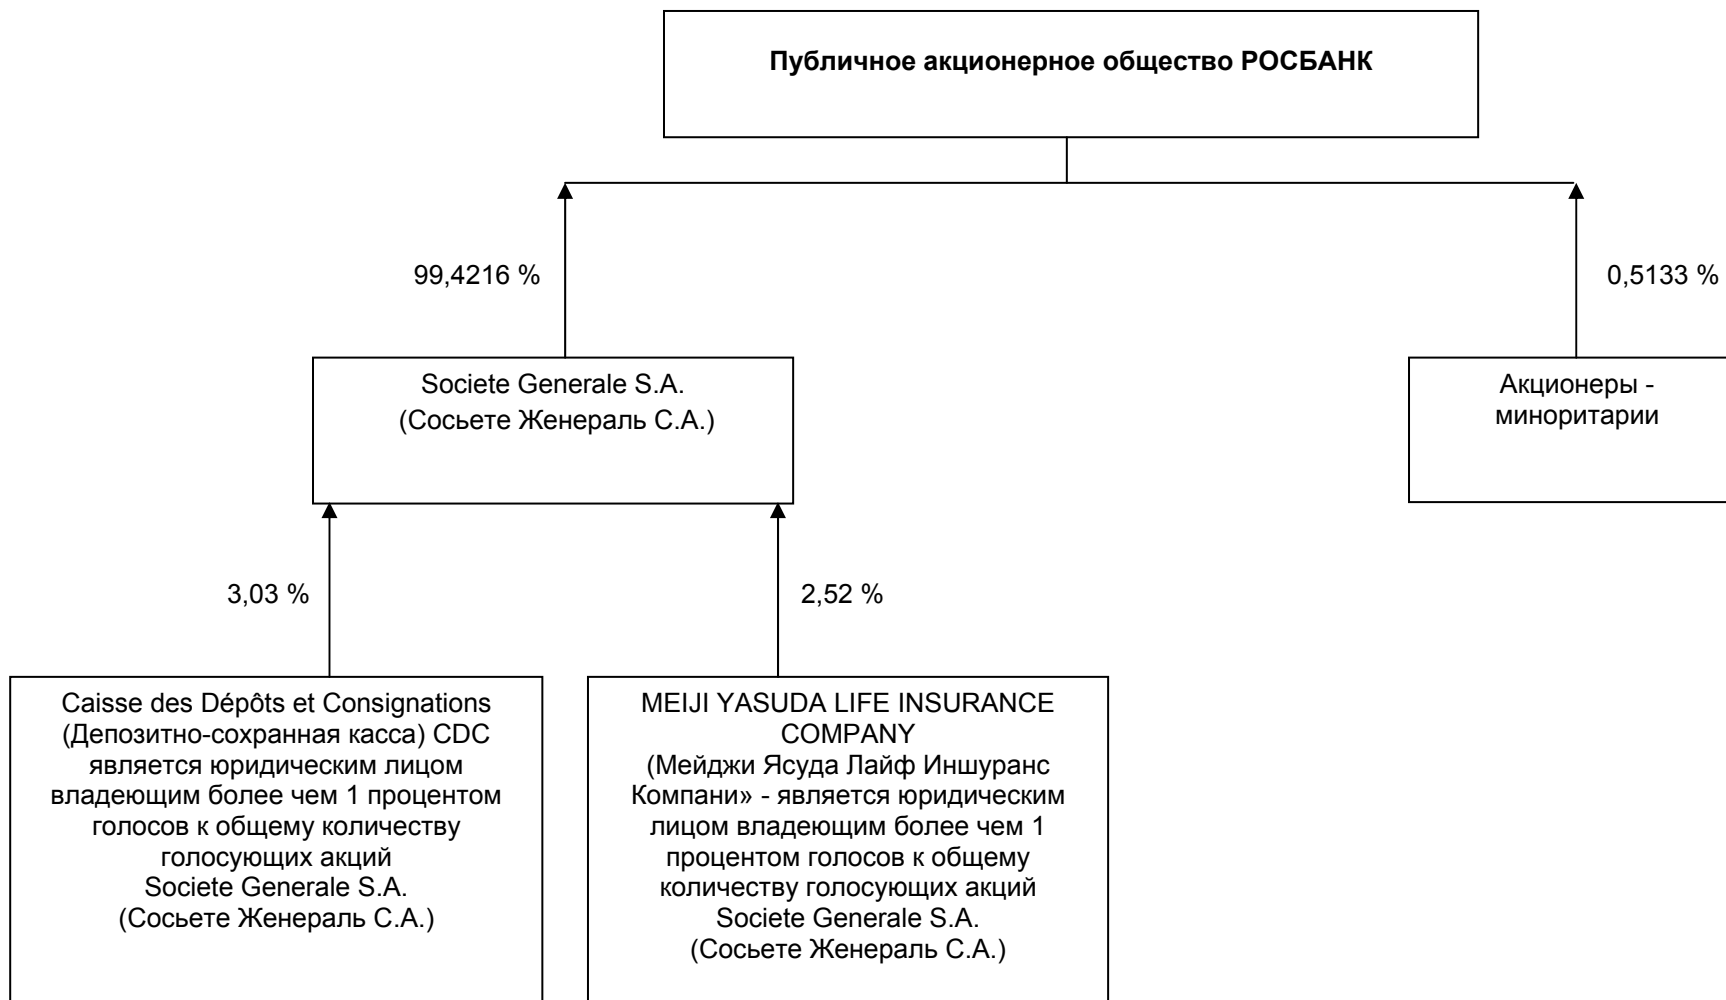 Публичное акционерное общество РОСБАНК
99,4216 %
0,5133 %
Societe Generale S.A.
(Сосьете Женераль С.А.)
Акционеры -
миноритарии
3,03 %
2,52 %
Caisse des Dépôts et Consignations
(Депозитно-сохранная касса) CDC
является юридическим лицом
владеющим более чем 1 процентом
голосов к общему количеству
голосующих акций
Societe Generale S.A.
(Сосьете Женераль С.А.)
MEIJI YASUDA LIFE INSURANCE
COMPANY
(Мейджи Ясуда Лайф Иншуранс
Компани» - является юридическим
лицом владеющим более чем 1
процентом голосов к общему
количеству голосующих акций
Societe Generale S.A.
(Сосьете Женераль С.А.)